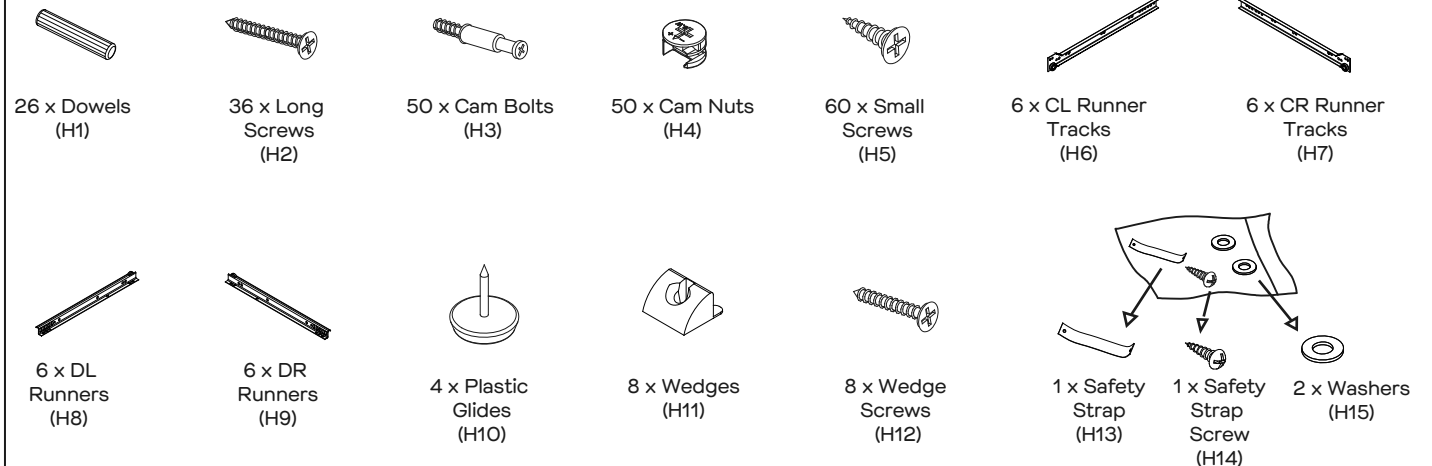 26 x Dowels
(H1)
36 x Long
Screws
(H2)
50 x Cam Bolts
(H3)
50 x Cam Nuts
(H4)
60 x Small
Screws
(H5)
6 x CL Runner
Tracks
(H6)
6 x CR Runner
Tracks
(H7)
6 x DL
Runners
(H8)
6 x DR
Runners
(H9)
4 x Plastic
Glides
(H10)
8 x Wedges
(H11)
8 x Wedge
Screws
(H12)
1 x Safety
Strap
(H13)
1 x Safety
Strap
Screw
(H14)
2 x Washers
(H15)